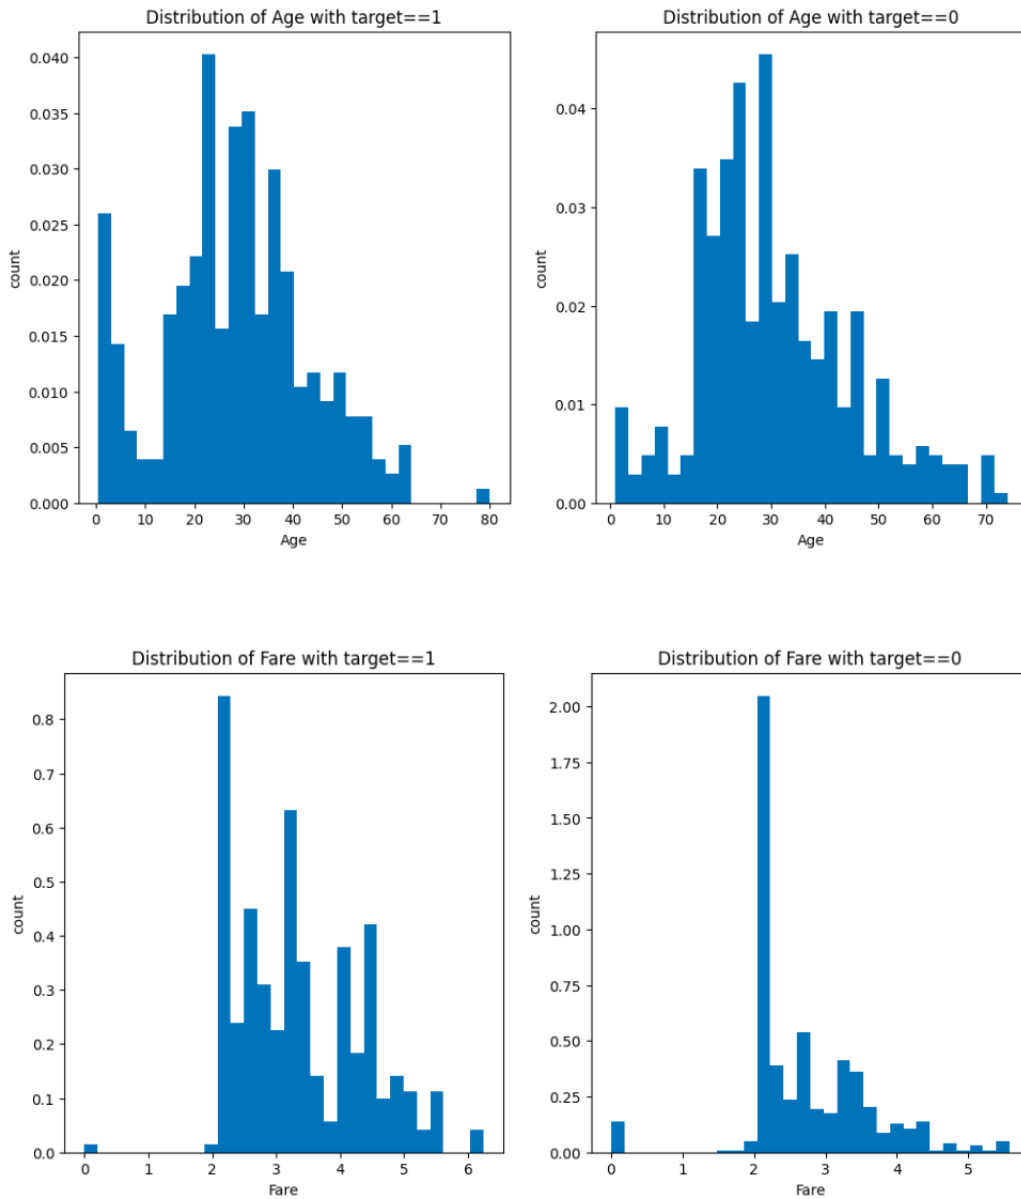 Distribution of Age with target==1
0.040
0.035
0.030
0.025
0.020
0.015
0.010
0.005
0.000
count
0 10 20 30 40 50 60 70 80
Age
Distribution of Age with target==0
0.04
0.03
0.02
0.01
0.00
count
0 10 20 30 40 50 60 70
Age
Distribution of Fare with target==1
0.8
0.7
0.6
0.5
0.4
0.3
0.2
0.1
0.0
count
0 1 2 3 4 5 6
Fare
Distribution of Fare with target==0
2.00
1.75
1.50
1.25
1.00
0.75
0.50
0.25
0.00
count
0 1 2 3 4 5
Fare